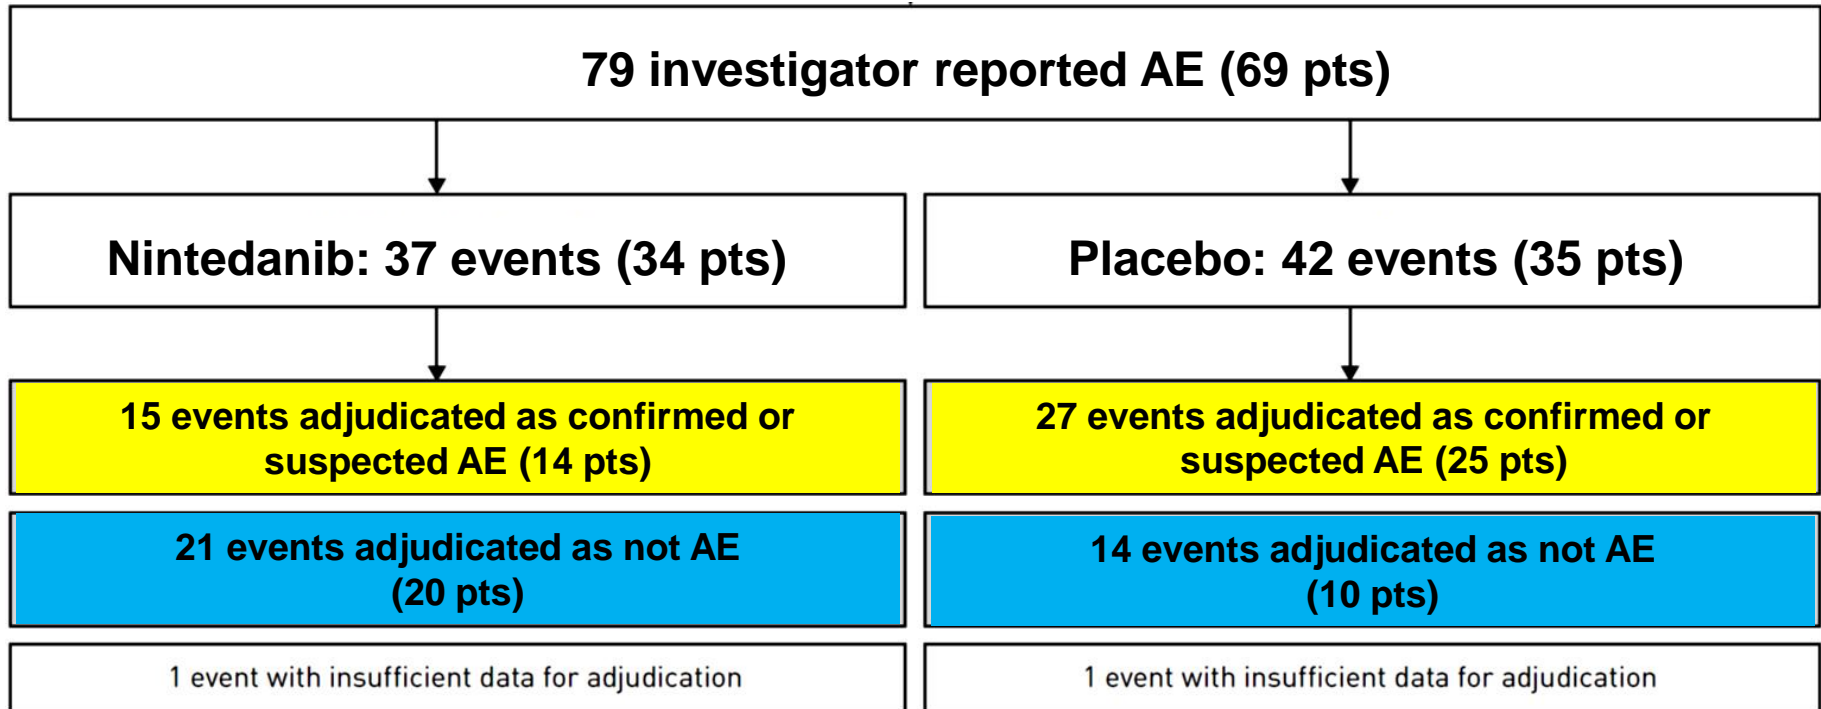 79 investigator reported AE (69 pts)
Nintedanib: 37 events (34 pts)
Placebo: 42 events (35 pts)
15 events adjudicated as confirmed or
suspected AE (14 pts)
27 events adjudicated as confirmed or
suspected AE (25 pts)
21 events adjudicated as not AE
(20 pts)
14 events adjudicated as not AE
(10 pts)
1 event with insufficient data for adjudication
1 event with insufficient data for adjudication